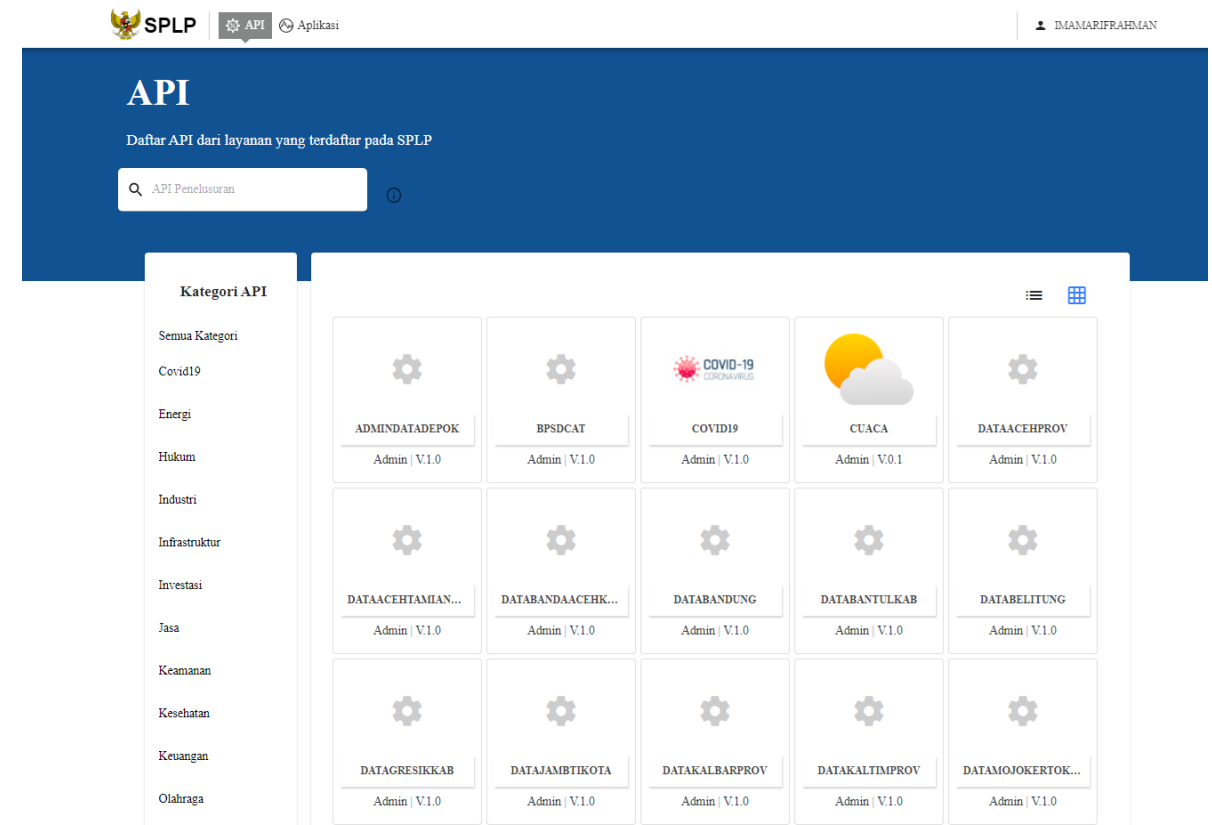 SPLP API Aplikasi IMAMARIFRAHMAN
API
Daftar API dari layanan yang terdaftar pada SPLP
API Penelusuran
Kategori API
Semua Kategori
Covid19
Energi
Hukum
Industri
Infrastruktur
Investasi
Jasa
Keamanan
Kesehatan
Keuangan
Olahraga
COVID-19
CORONAVIRUS
ADMINDATADEPOK BPSDCAT COVID19 CUACA DATAACEHPROV
Admin | V.1.0 Admin | V.1.0 Admin | V.1.0 Admin | V.0.1 Admin | V.1.0
DATAACEHTAMIAN... DATABANDAACEHK... DATABANDUNG DATABANTULKAB DATABELITUNG
Admin | V.1.0 Admin | V.1.0 Admin | V.1.0 Admin | V.1.0 Admin | V.1.0
DATAGRESIKKAB DATAJAMBTIKOTA DATAKALBARPROV DATAKALTIMPROV DATAMOJOKERTOK...
Admin | V.1.0 Admin | V.1.0 Admin | V.1.0 Admin | V.1.0 Admin | V.1.0